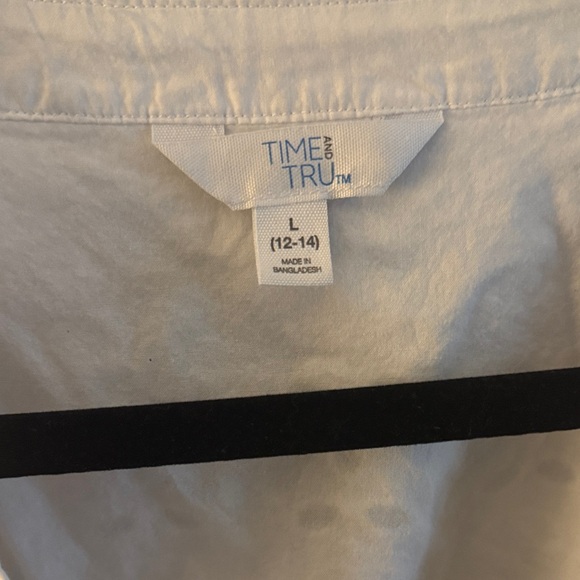 TIME AND
TRU™
L
(12-14)
MADE IN
BANGLADESH